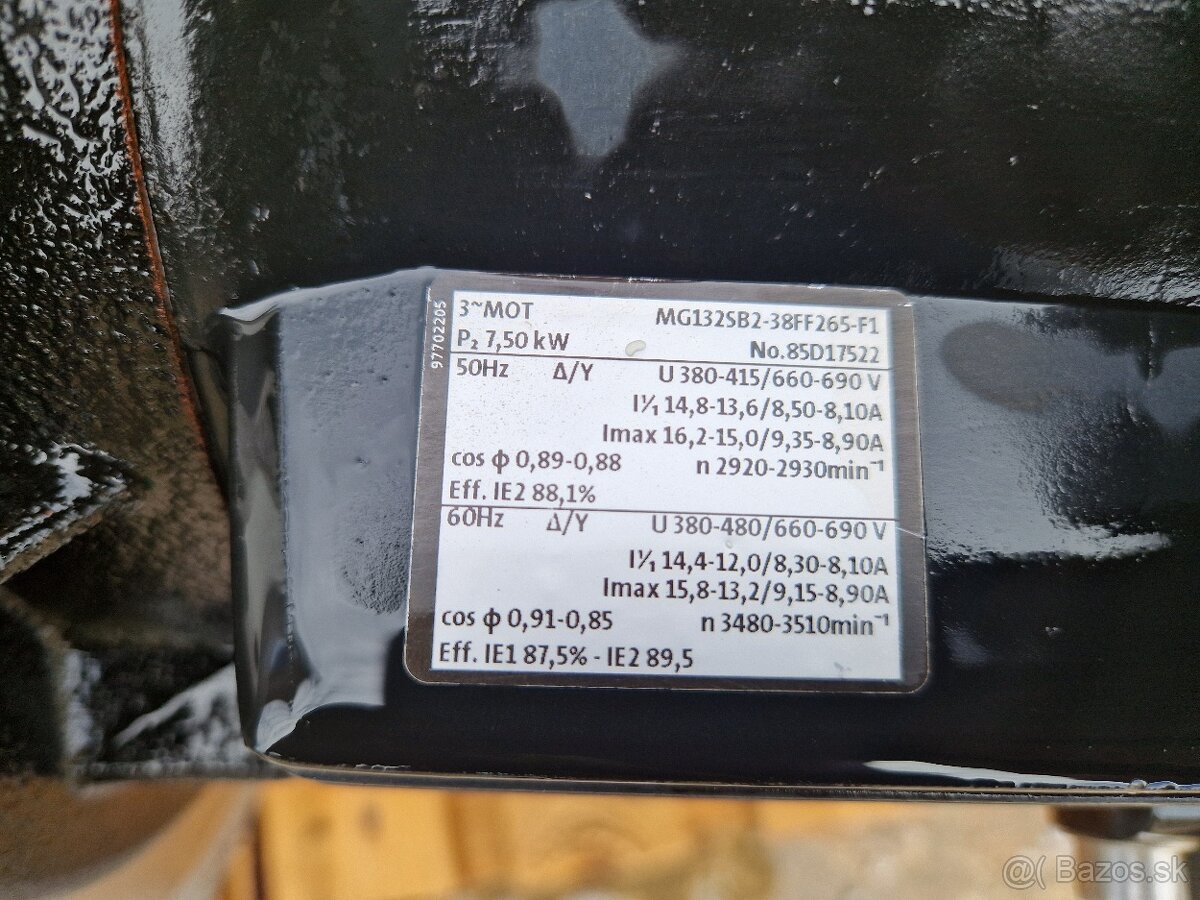 97702205
3~MOT MG132SB2-38FF265-F1
P₂ 7,50 kW No.85D17522
50Hz Δ/Y U 380-415/660-690 V
I¹⁄₁ 14,8-13,6/8,50-8,10A
Imax 16,2-15,0/9,35-8,90A
cos ϕ 0,89-0,88 n 2920-2930min⁻¹
Eff. IE2 88,1%
60Hz Δ/Y U 380-480/660-690 V
I¹⁄₁ 14,4-12,0/8,30-8,10A
Imax 15,8-13,2/9,15-8,90A
cos ϕ 0,91-0,85 n 3480-3510min⁻¹
Eff. IE1 87,5% - IE2 89,5
@( Bazos.sk